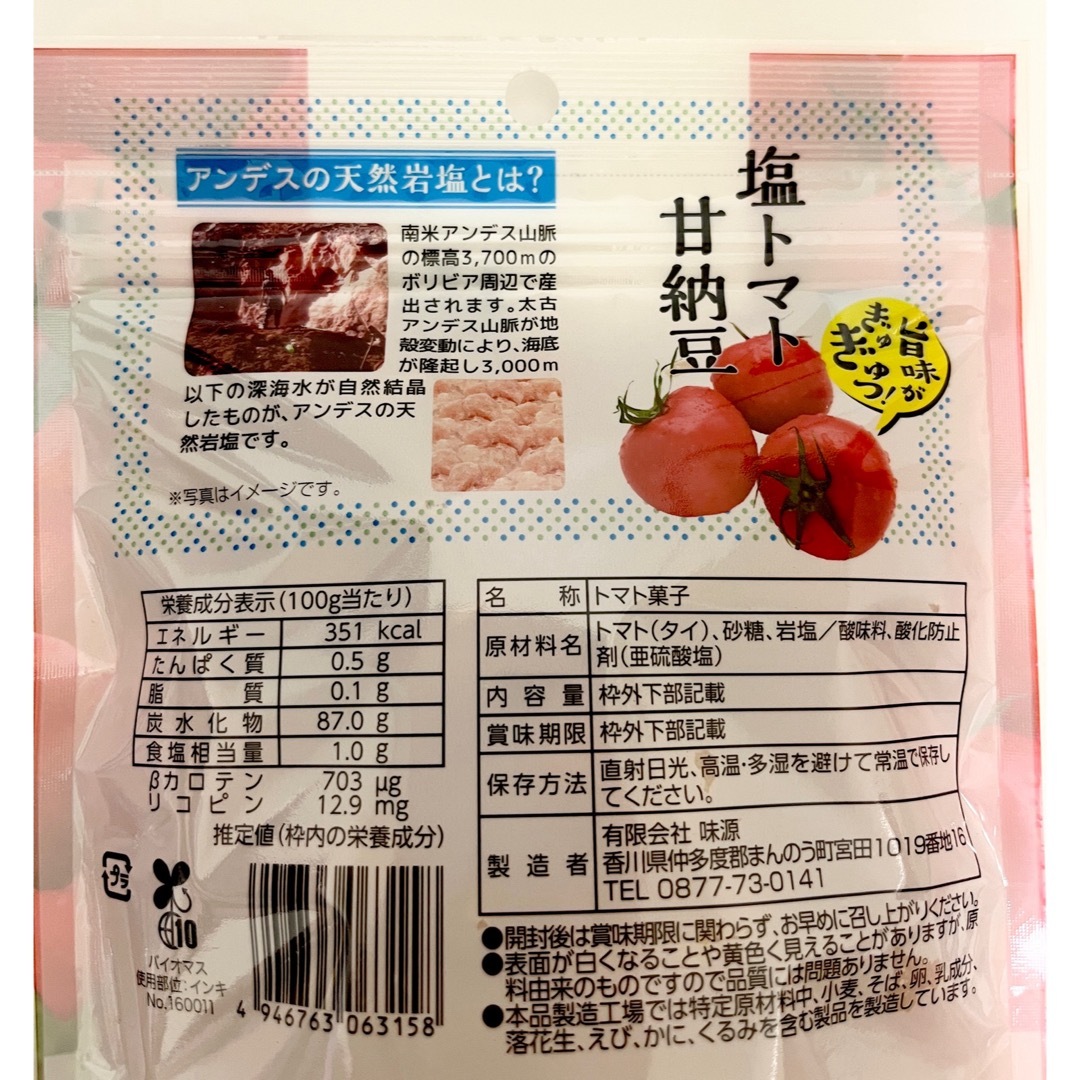 アンデスの天然岩塩とは?
南米アンデス山脈
の標高3,700mの
ボリビア周辺で産
出されます。太古
アンデス山脈が地
殻変動により、海底
が隆起し3,000m
以下の深海水が自然結晶
したものが、アンデスの天
然岩塩です。
※写真はイメージです。
塩トマト
甘納豆
旨味が
ぎゅ
ぎゅっ!
栄養成分表示(100g当たり)
エネルギー 351 kcal
たんぱく質 0.5 g
脂質 0.1 g
炭水化物 87.0 g
食塩相当量 1.0 g
βカロテン 703 μg
リコピン 12.9 mg
推定値(枠内の栄養成分)
名称 トマト菓子
原材料名 トマト(タイ)、砂糖、岩塩/酸味料、酸化防止
剤(亜硫酸塩)
内容量 枠外下部記載
賞味期限 枠外下部記載
保存方法 直射日光、高温・多湿を避けて常温で保存し
てください。
製造者 有限会社 味源
香川県仲多度郡まんのう町宮田1019番地16
TEL 0877-73-0141
●開封後は賞味期限に関わらず、お早めに召し上がりください。
●表面が白くなることや黄色く見えることがありますが、原
料由来のものですので品質には問題ありません。
●本品製造工場では特定原材料中、小麦、そば、卵、乳成分、
落花生、えび、かに、くるみを含む製品を製造しています。
プラ
10
バイオマス
使用部位:インキ
No.160011
4 946763 063158